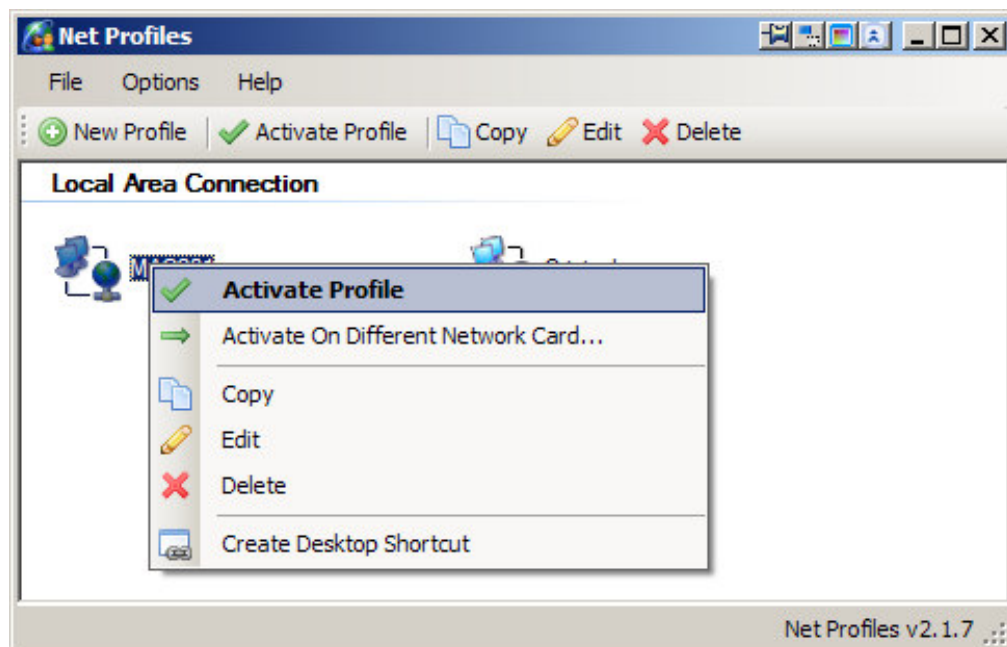 Net Profiles
File Options Help
New Profile Activate Profile Copy Edit Delete
Local Area Connection
Activate Profile
Activate On Different Network Card...
Copy
Edit
Delete
Create Desktop Shortcut
Net Profiles v2.1.7